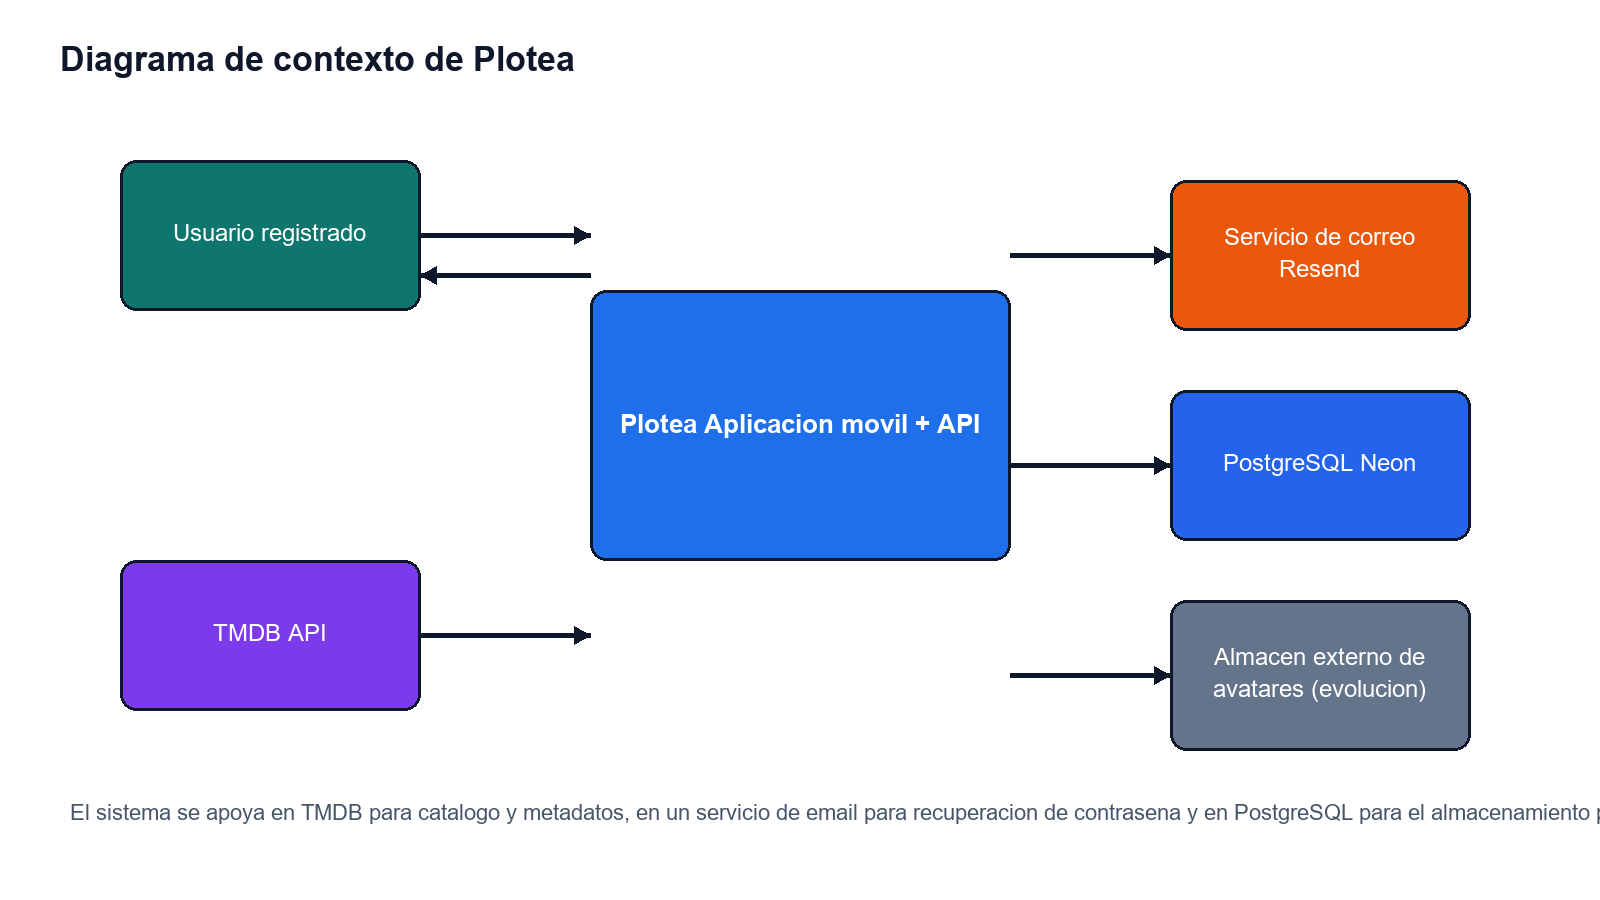 Diagrama de contexto de Plotea
Usuario registrado
Servicio de correo
Resend
Plotea Aplicacion movil + API
PostgreSQL Neon
TMDB API
Almacen externo de
avatares (evolucion)
El sistema se apoya en TMDB para catalogo y metadatos, en un servicio de email para recuperacion de contrasena y en PostgreSQL para el almacenamiento